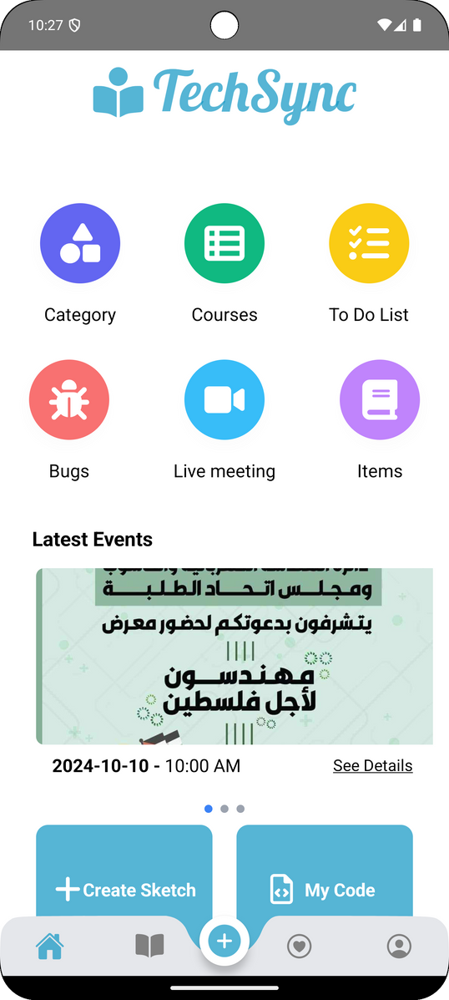 10:27
TechSync
Category
Courses
To Do List
Bugs
Live meeting
Items
Latest Events
ومجلس اتحاد الطلبة
يتشرفون بدعوتكم لحضور معرض
مهندسون
لأجل فلسطين
2024-10-10 - 10:00 AM
See Details
Create Sketch
My Code